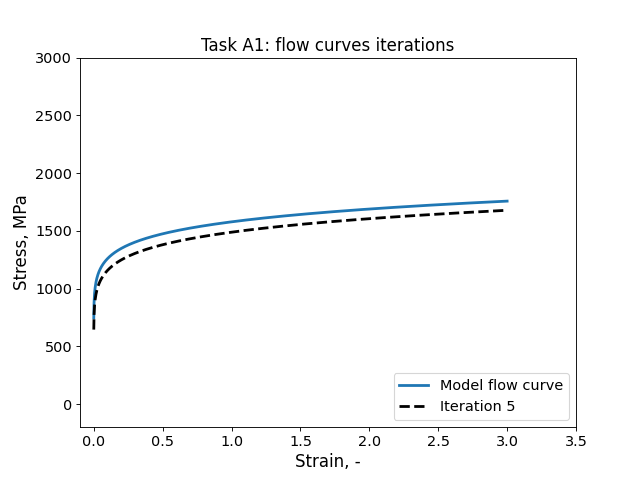 Task A1: flow curves iterations
3000
2500
2000
1500
1000
500
0
Stress, MPa
Model flow curve
Iteration 5
0.0 0.5 1.0 1.5 2.0 2.5 3.0 3.5
Strain, -